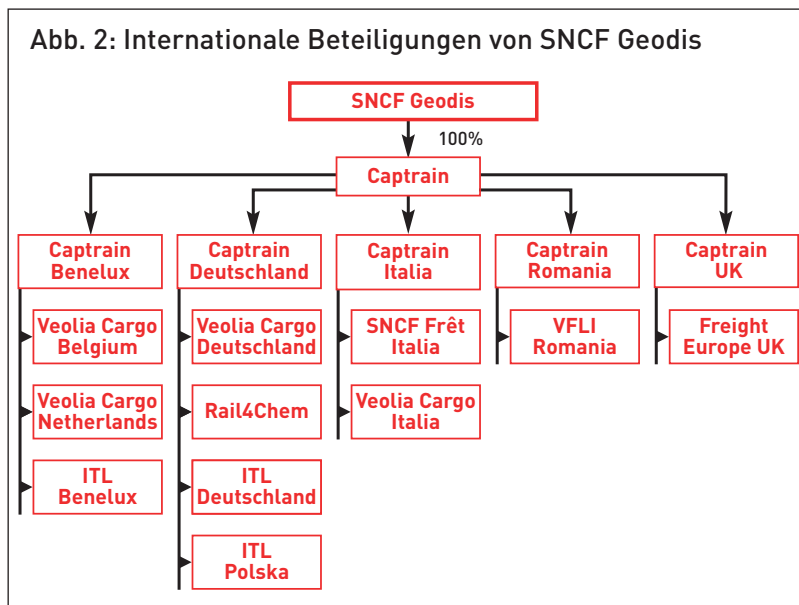 Abb. 2: Internationale Beteiligungen von SNCF Geodis
SNCF Geodis
100%
Captrain
Captrain
Benelux
Captrain
Deutschland
Captrain
Italia
Captrain
Romania
Captrain
UK
Veolia Cargo
Belgium
Veolia Cargo
Deutschland
SNCF Frêt
Italia
VFLI
Romania
Freight
Europe UK
Veolia Cargo
Netherlands
Rail4Chem
Veolia Cargo
Italia
ITL
Benelux
ITL
Deutschland
ITL
Polska